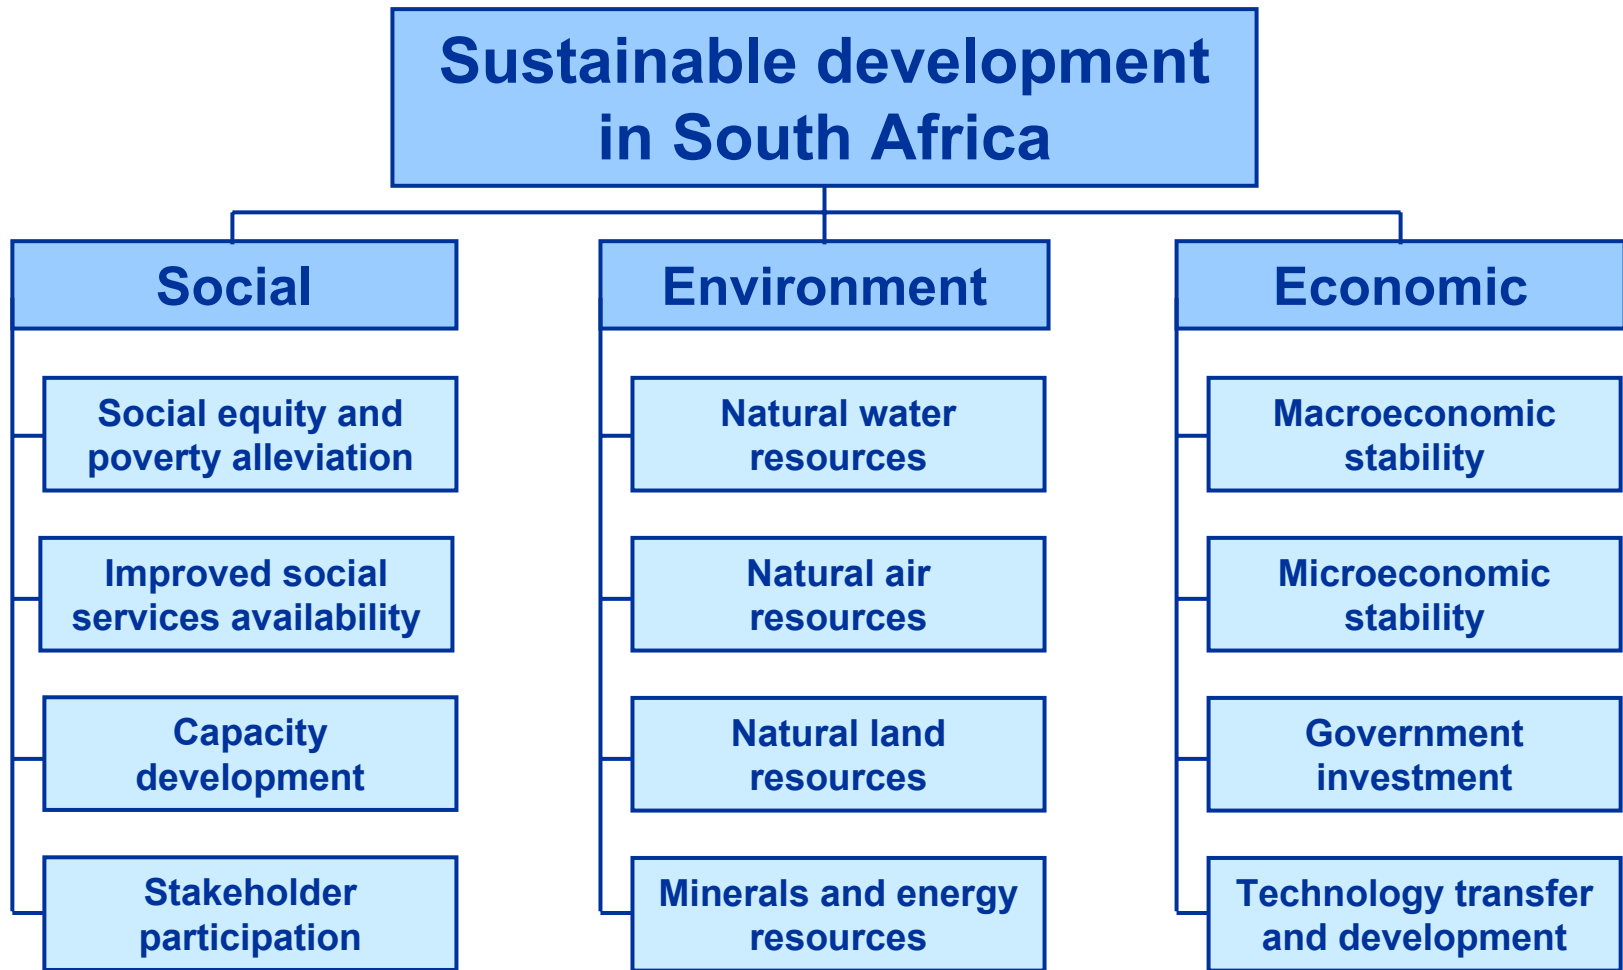 Sustainable development
in South Africa
Social
Environment
Economic
Social equity and
poverty alleviation
Improved social
services availability
Capacity
development
Stakeholder
participation
Natural water
resources
Natural air
resources
Natural land
resources
Minerals and energy
resources
Macroeconomic
stability
Microeconomic
stability
Government
investment
Technology transfer
and development